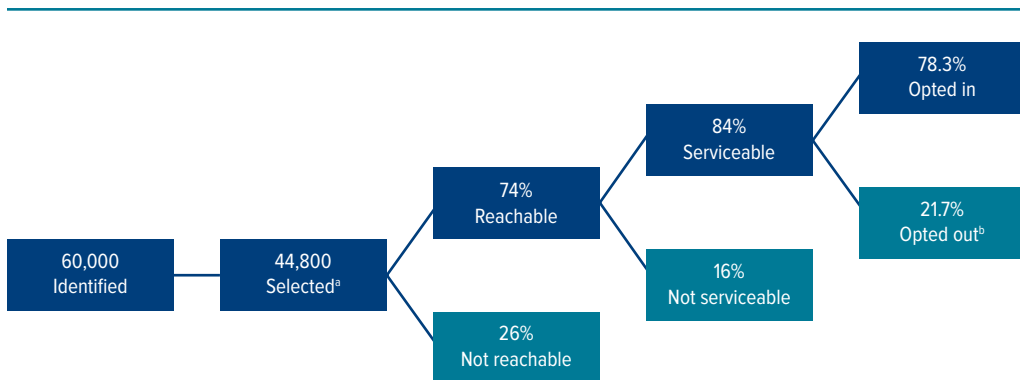 60,000
Identified
44,800
Selectedᵃ
74%
Reachable
26%
Not reachable
84%
Serviceable
16%
Not serviceable
78.3%
Opted in
21.7%
Opted outᵇ